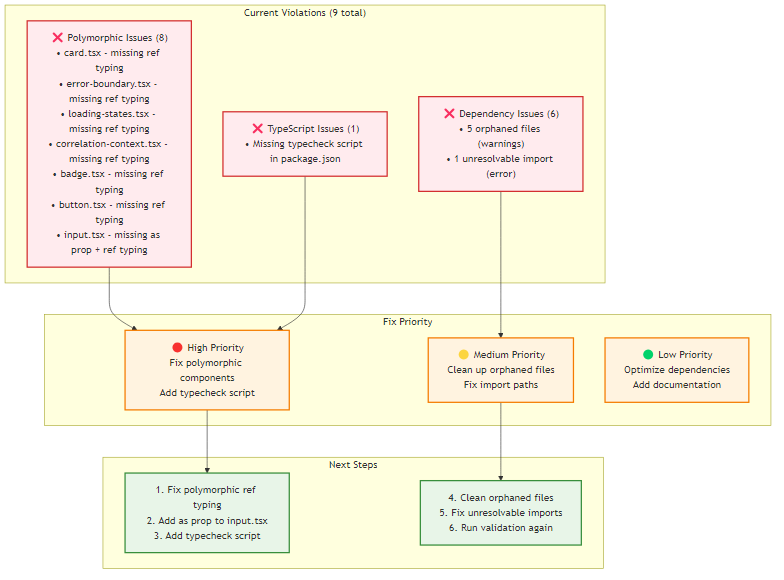 Current Violations (9 total)
❌ Polymorphic Issues (8)
• card.tsx - missing ref
typing
• error-boundary.tsx -
missing ref typing
• loading-states.tsx -
missing ref typing
• correlation-context.tsx -
missing ref typing
• badge.tsx - missing ref
typing
• button.tsx - missing ref
typing
• input.tsx - missing as
prop + ref typing
❌ TypeScript Issues (1)
• Missing typecheck script
in package.json
❌ Dependency Issues (6)
• 5 orphaned files
(warnings)
• 1 unresolvable import
(error)
Fix Priority
🔴 High Priority
Fix polymorphic
components
Add typecheck script
🟡 Medium Priority
Clean up orphaned files
Fix import paths
🟢 Low Priority
Optimize dependencies
Add documentation
Next Steps
1. Fix polymorphic ref
typing
2. Add as prop to input.tsx
3. Add typecheck script
4. Clean orphaned files
5. Fix unresolvable imports
6. Run validation again